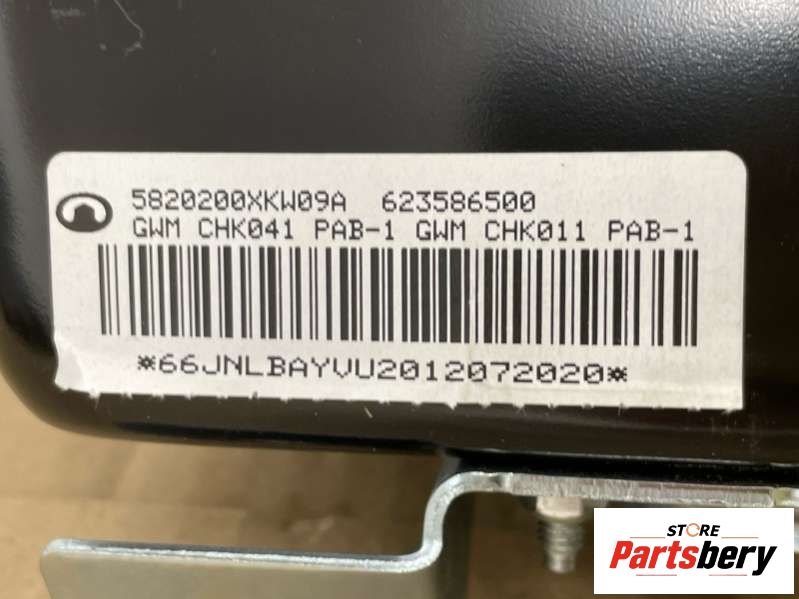 5820200XKW09A 623586500
GWM CHK041 PAB-1 GWM CHK011 PAB-1
*66JNLBAYVU2012072020*
STORE
Partsbery